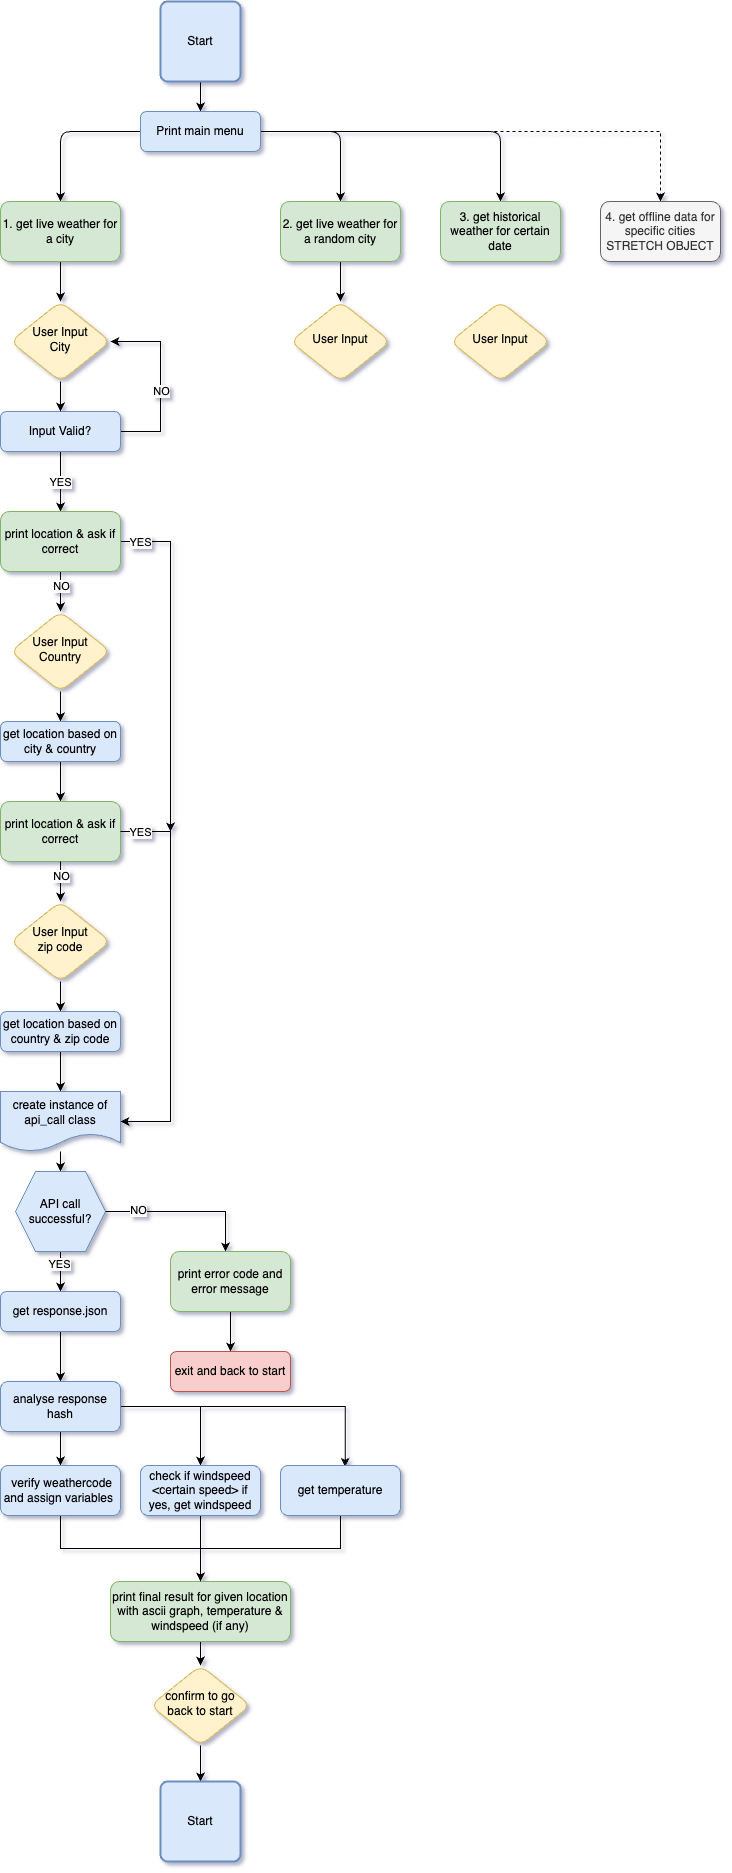 Start
Print main menu
1. get live weather for
a city
2. get live weather for
a random city
3. get historical
weather for certain
date
4. get offline data for
specific cities
STRETCH OBJECT
User Input
City
User Input
User Input
NO
Input Valid?
YES
print location & ask if
correct
YES
NO
User Input
Country
get location based on
city & country
print location & ask if
correct
YES
NO
User Input
zip code
get location based on
country & zip code
create instance of
api_call class
API call
successful?
NO
YES
print error code and
error message
get response.json
exit and back to start
analyse response
hash
verify weathercode
and assign variables
check if windspeed
<certain speed> if
yes, get windspeed
get temperature
print final result for given location
with ascii graph, temperature &
windspeed (if any)
confirm to go
back to start
Start